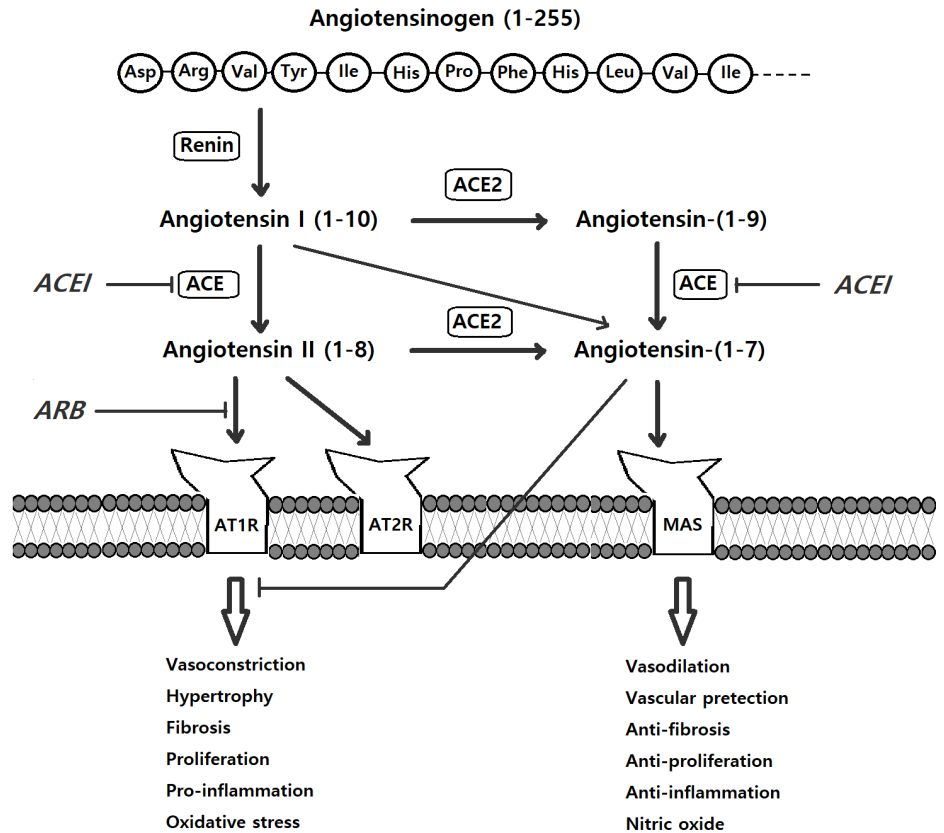 Angiotensinogen (1-255)
Asp Arg Val Tyr Ile His Pro Phe His Leu Val Ile
Renin
ACE2
Angiotensin I (1-10)
Angiotensin-(1-9)
ACEI
ACE
ACE
ACEI
ACE2
Angiotensin II (1-8)
Angiotensin-(1-7)
ARB
AT1R
AT2R
MAS
Vasoconstriction
Hypertrophy
Fibrosis
Proliferation
Pro-inflammation
Oxidative stress
Vasodilation
Vascular pretection
Anti-fibrosis
Anti-proliferation
Anti-inflammation
Nitric oxide